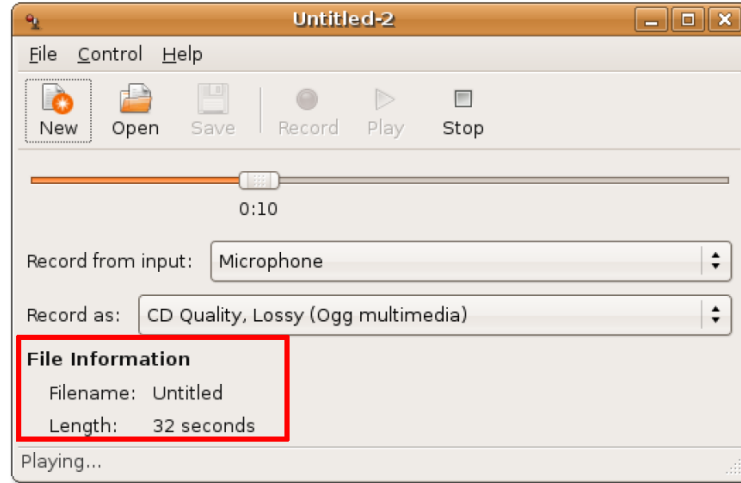 Untitled-2
File Control Help
New Open Save Record Play Stop
0:10
Record from input: Microphone
Record as: CD Quality, Lossy (Ogg multimedia)
File Information
Filename: Untitled
Length: 32 seconds
Playing...